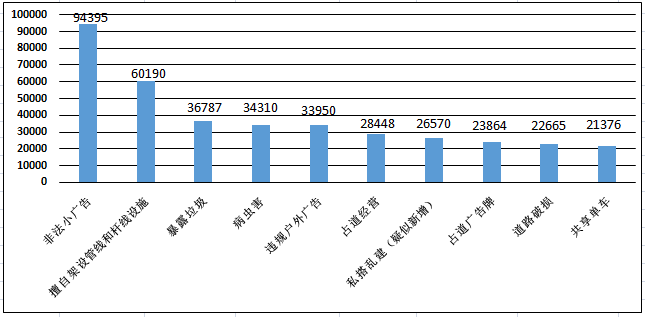 100000
90000
80000
70000
60000
50000
40000
30000
20000
10000
0
94395
60190
36787
34310
33950
28448
26570
23864
22665
21376
非法小广告
擅自架设管线和杆线设施
暴露垃圾
病虫害
违规户外广告
占道经营
私搭乱建（疑似新增）
占道广告牌
道路破损
共享单车